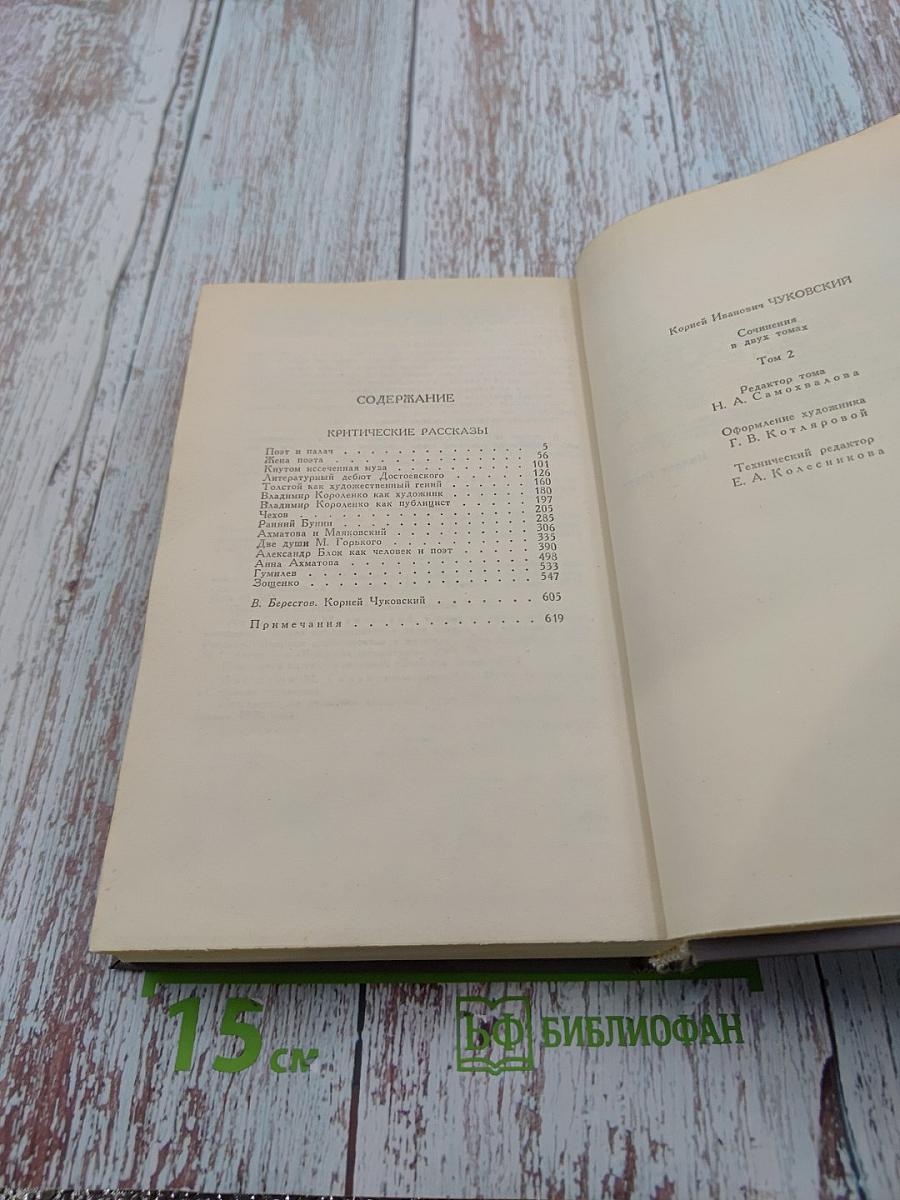 СОДЕРЖАНИЕ
КРИТИЧЕСКИЕ РАССКАЗЫ
Поэт и палач . . . . . . . . . . . . . . . 5
Жена поэта . . . . . . . . . . . . . . . 56
Кнутом иссеченная муза . . . . . . . . . . 101
Литературный дебют Достоевского . . . . . . 126
Толстой как художественный гений . . . . . . 160
Владимир Короленко как художник . . . . . . 180
Владимир Короленко как публицист . . . . . . 197
Чехов . . . . . . . . . . . . . . . . . 205
Ранний Бунин . . . . . . . . . . . . . . 285
Ахматова и Маяковский . . . . . . . . . . 306
Две души М. Горького . . . . . . . . . . 335
Александр Блок как человек и поэт . . . . . 390
Анна Ахматова . . . . . . . . . . . . . 498
Гумилев . . . . . . . . . . . . . . . . 533
Зощенко . . . . . . . . . . . . . . . . 547
В. Берестов. Корней Чуковский . . . . . . . 605
Примечания . . . . . . . . . . . . . 619
Корней Иванович ЧУКОВСКИЙ
Сочинения
в двух томах
Том 2
Редактор тома
Н. А. Самохвалова
Оформление художника
Г. В. Котляровой
Технический редактор
Е. А. Колесникова
15 см
БФ БИБЛИОФАН